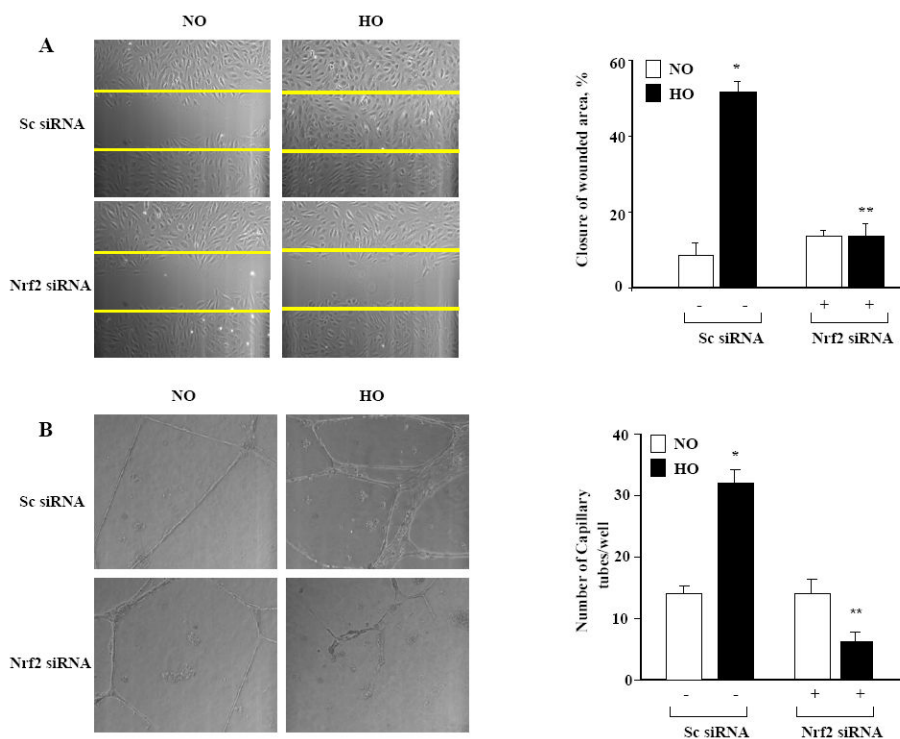 A
NO
HO
Sc siRNA
Nrf2 siRNA
Closure of wounded area, %
60
40
20
0
NO
HO
*
**
-
-
+
+
Sc siRNA
Nrf2 siRNA
B
NO
HO
Sc siRNA
Nrf2 siRNA
Number of Capillary
tubes/well
40
30
20
10
0
NO
HO
*
**
-
-
+
+
Sc siRNA
Nrf2 siRNA